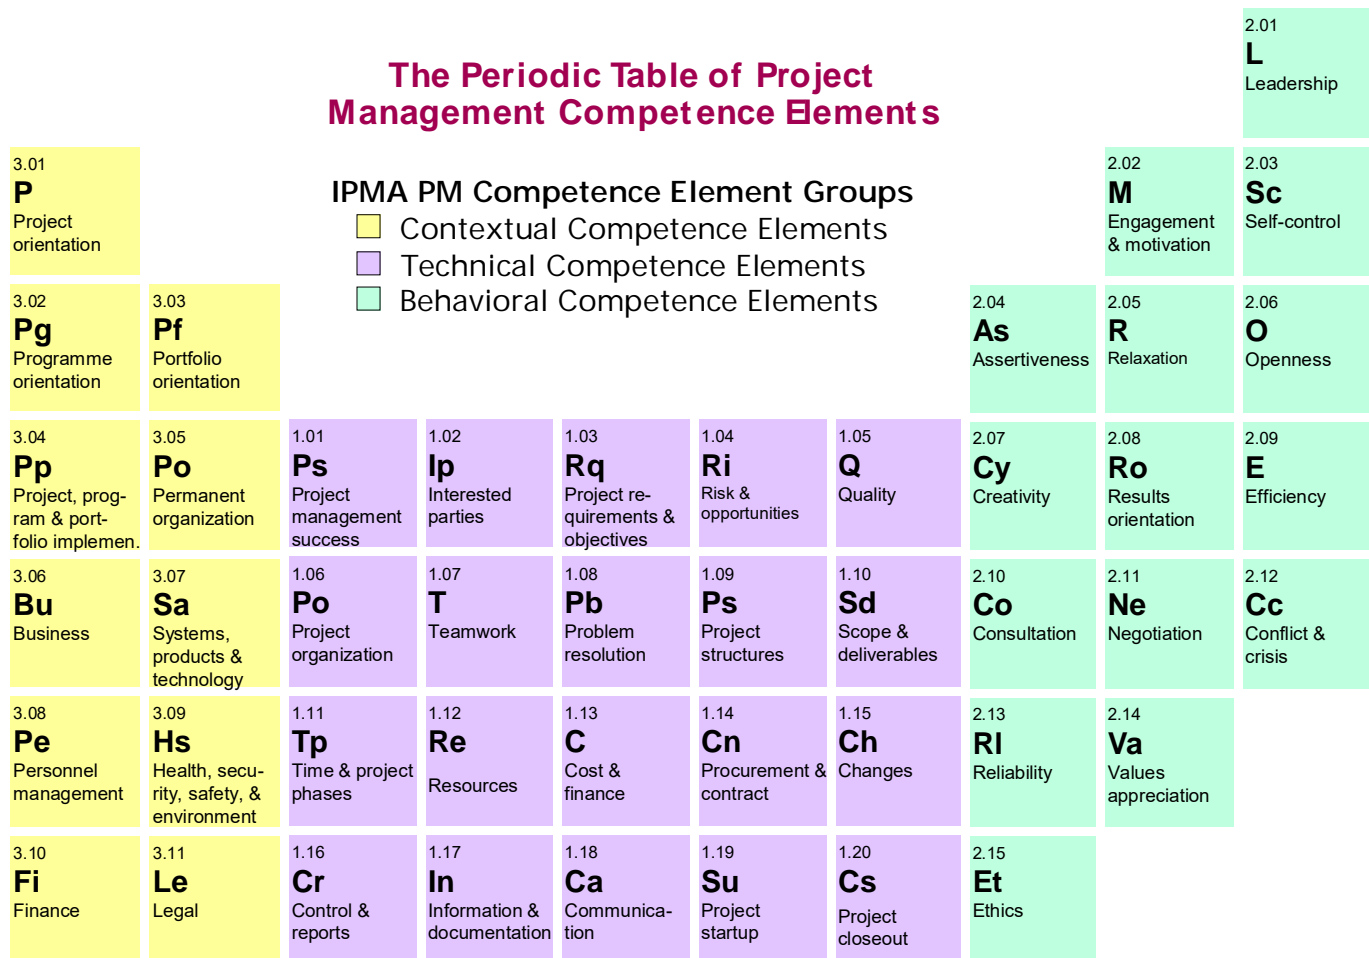 2.01
L
Leadership
The Periodic Table of Project
Management Competence Elements
3.01
P
Project
orientation
IPMA PM Competence Element Groups
Contextual Competence Elements
Technical Competence Elements
Behavioral Competence Elements
2.02
M
Engagement
& motivation
2.03
Sc
Self-control
3.02
Pg
Programme
orientation
3.03
Pf
Portfolio
orientation
2.04
As
Assertiveness
2.05
R
Relaxation
2.06
O
Openness
3.04
Pp
Project, prog-
ram & port-
folio implemen.
3.05
Po
Permanent
organization
1.01
Ps
Project
management
success
1.02
Ip
Interested
parties
1.03
Rq
Project re-
quirements &
objectives
1.04
Ri
Risk &
opportunities
1.05
Q
Quality
2.07
Cy
Creativity
2.08
Ro
Results
orientation
2.09
E
Efficiency
3.06
Bu
Business
3.07
Sa
Systems,
products &
technology
1.06
Po
Project
organization
1.07
T
Teamwork
1.08
Pb
Problem
resolution
1.09
Ps
Project
structures
1.10
Sd
Scope &
deliverables
2.10
Co
Consultation
2.11
Ne
Negotiation
2.12
Cc
Conflict &
crisis
3.08
Pe
Personnel
management
3.09
Hs
Health, secu-
rity, safety, &
environment
1.11
Tp
Time & project
phases
1.12
Re
Resources
1.13
C
Cost &
finance
1.14
Cn
Procurement &
contract
1.15
Ch
Changes
2.13
Rl
Reliability
2.14
Va
Values
appreciation
3.10
Fi
Finance
3.11
Le
Legal
1.16
Cr
Control &
reports
1.17
In
Information &
documentation
1.18
Ca
Communica-
tion
1.19
Su
Project
startup
1.20
Cs
Project
closeout
2.15
Et
Ethics